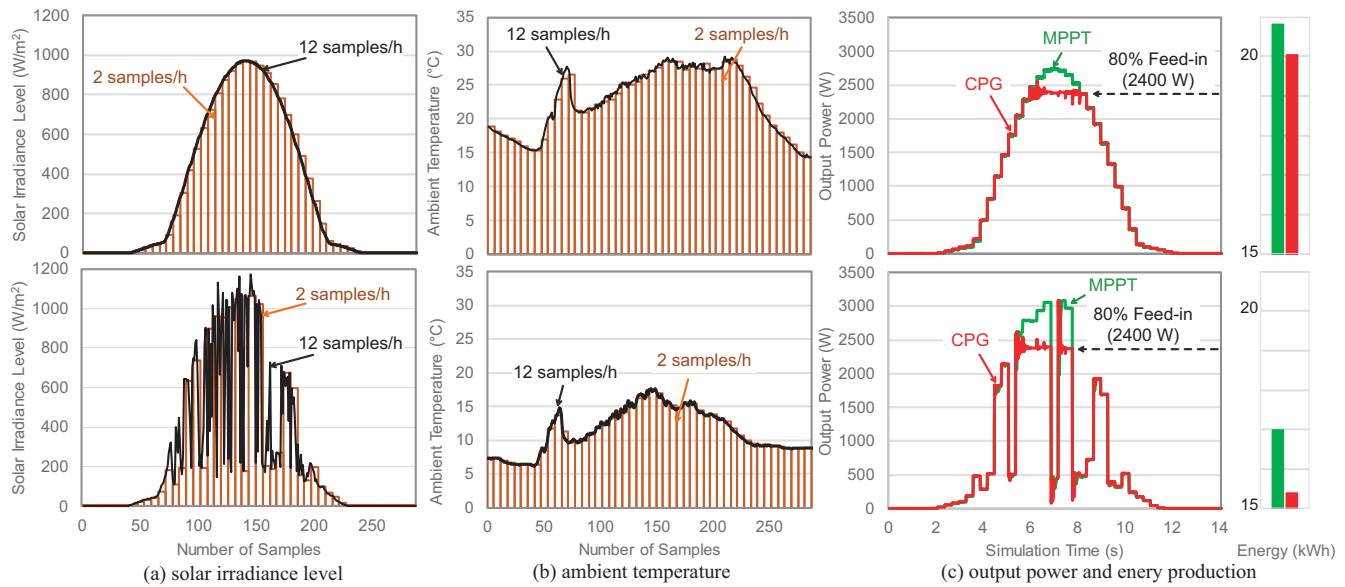 Solar Irradiance Level (W/m²)
1200
1000
800
600
400
200
0
12 samples/h
2 samples/h
Ambient Temperature (°C)
35
30
25
20
15
10
5
0
12 samples/h
2 samples/h
Output Power (W)
3500
3000
2500
2000
1500
1000
500
0
MPPT
CPG
80% Feed-in
(2400 W)
20
15
Solar Irradiance Level (W/m²)
1200
1000
800
600
400
200
0
2 samples/h
12 samples/h
0 50 100 150 200 250
Number of Samples
(a) solar irradiance level
Ambient Temperature (°C)
35
30
25
20
15
10
5
0
12 samples/h
2 samples/h
0 50 100 150 200 250
Number of Samples
(b) ambient temperature
Output Power (W)
3500
3000
2500
2000
1500
1000
500
0
MPPT
CPG
80% Feed-in
(2400 W)
0 2 4 6 8 10 12 14
Simulation Time (s)
20
15
Energy (kWh)
(c) output power and enery production